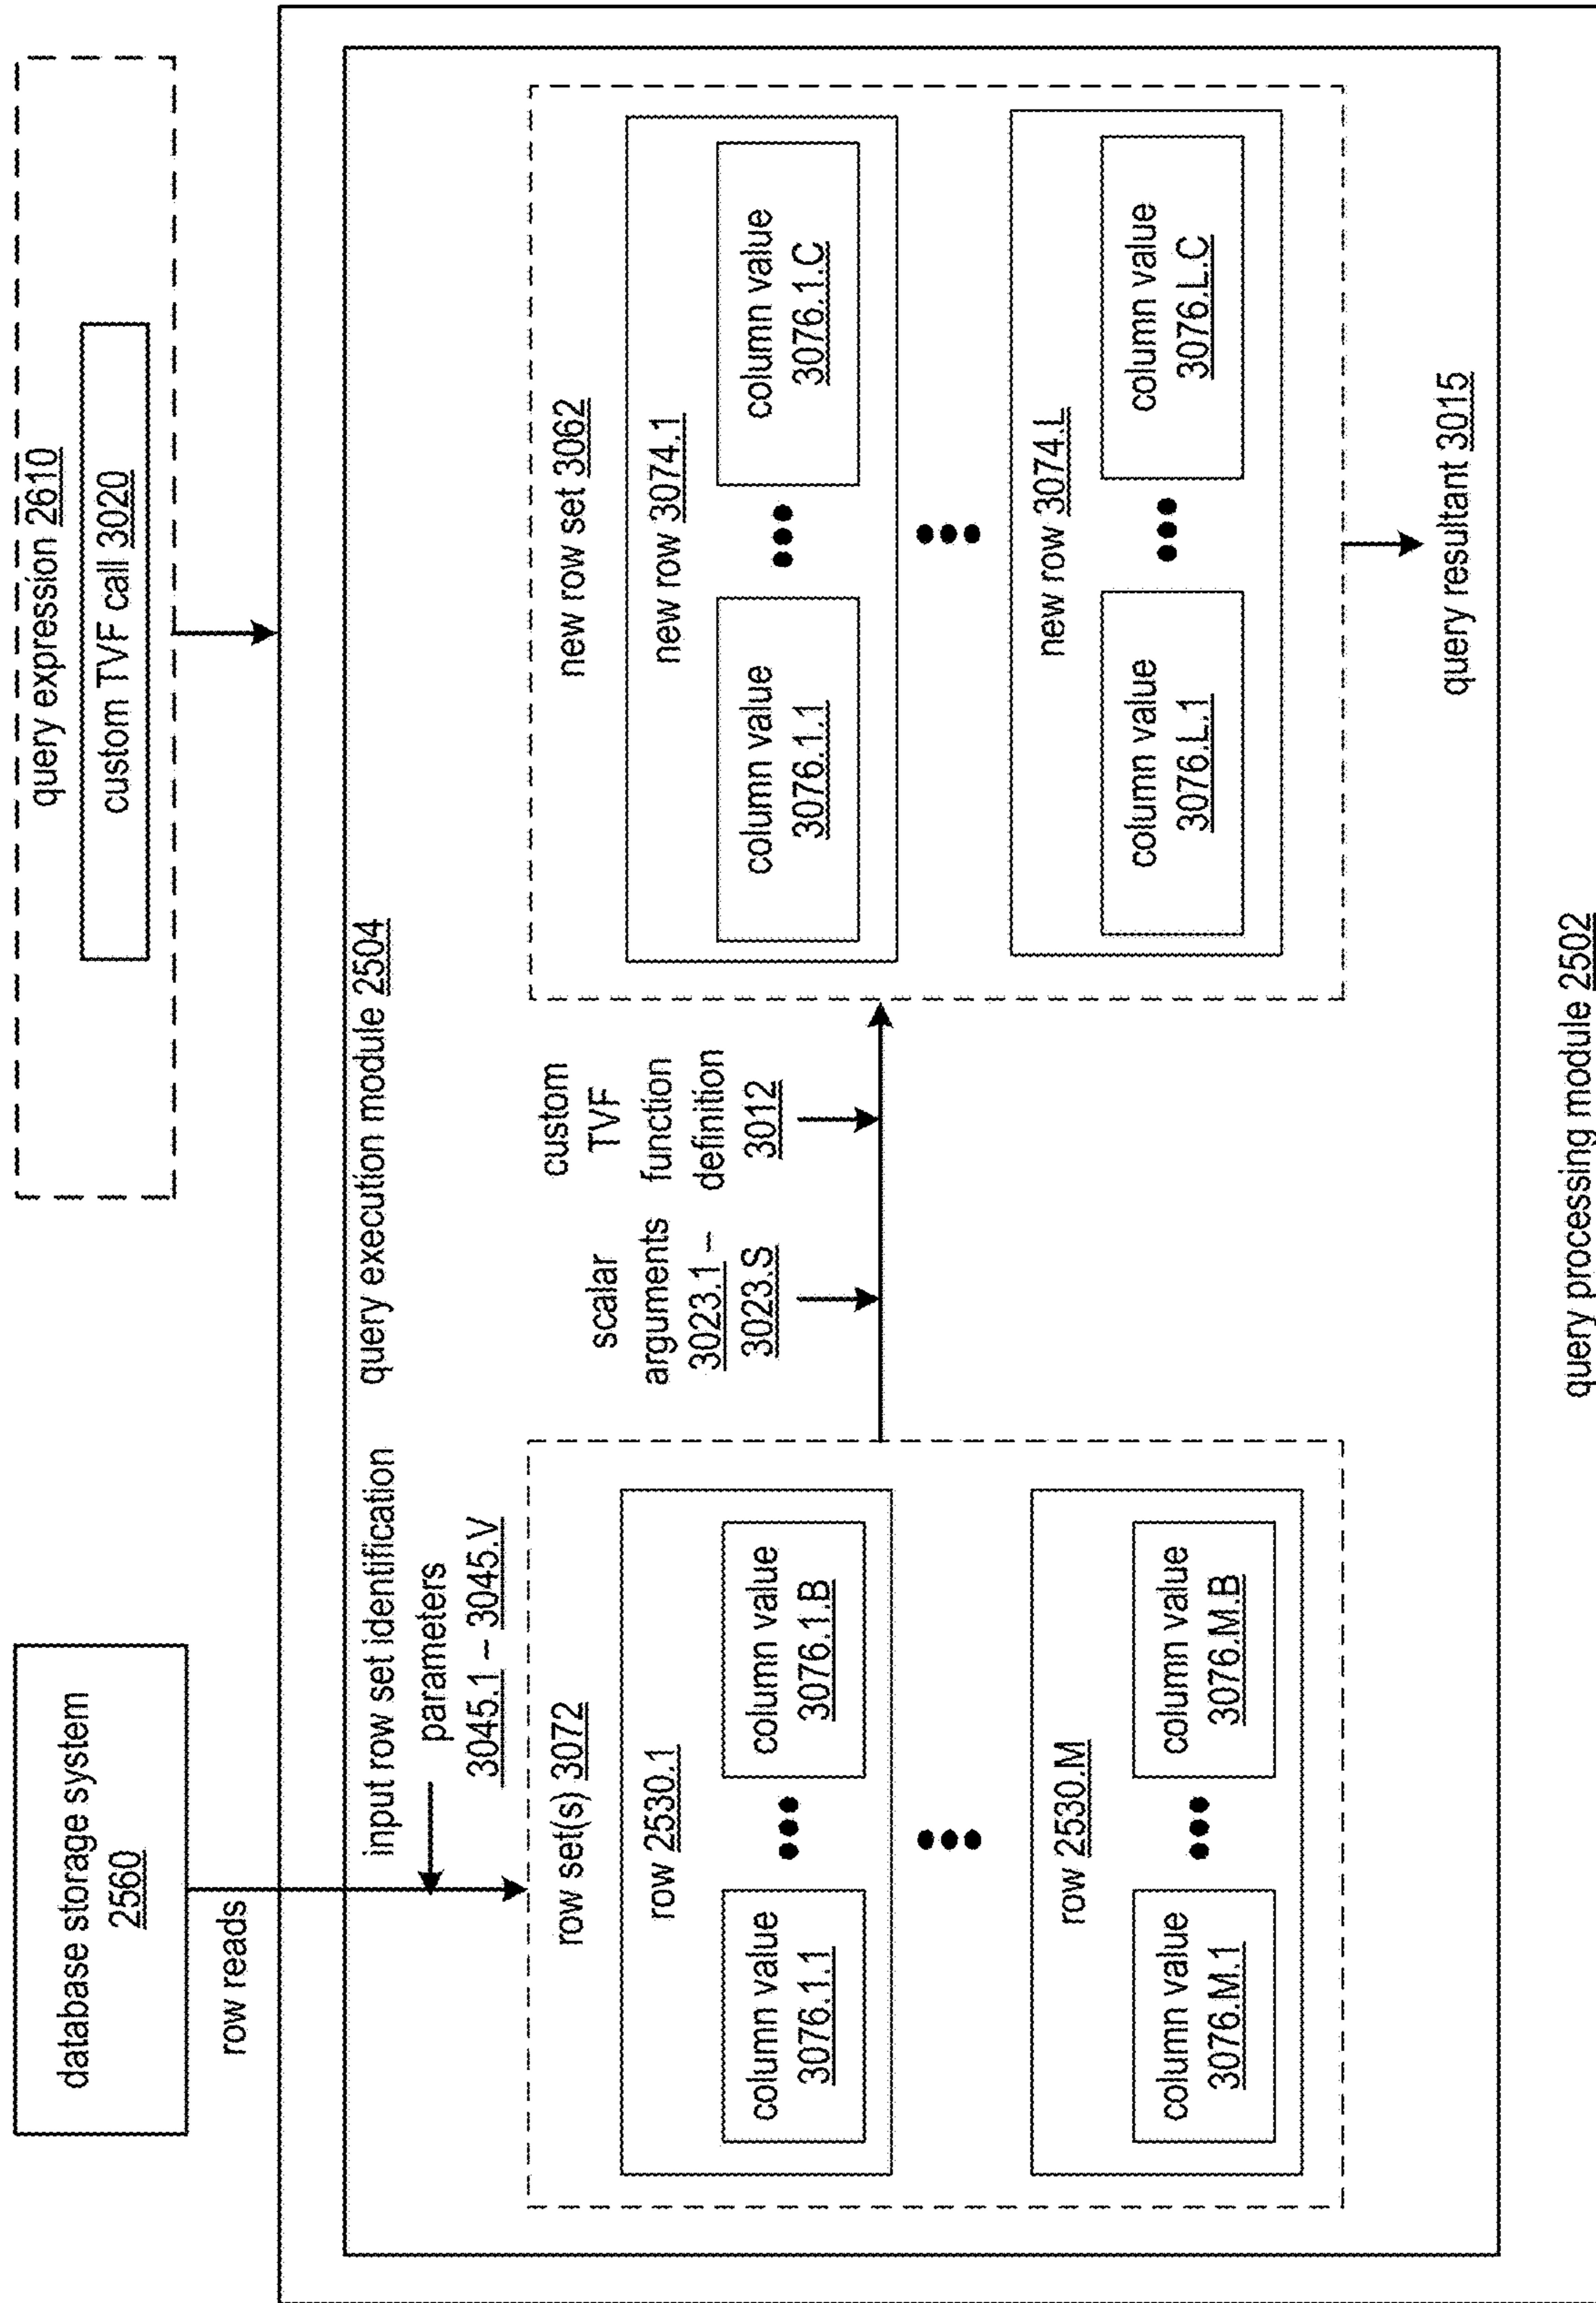 database storage system
2560
row reads
query expression 2610
custom TVF call 3020
input row set identification
parameters
3045.1 – 3045.V
query execution module 2504
row set(s) 3072
row 2530.1
column value
3076.1.1
column value
3076.1.B
row 2530.M
column value
3076.M.1
column value
3076.M.B
scalar
arguments
3023.1 –
3023.S
custom
TVF
function
definition
3012
new row set 3062
new row 3074.1
column value
3076.1.1
column value
3076.1.C
new row 3074.L
column value
3076.L.1
column value
3076.L.C
query resultant 3015
query processing module 2502